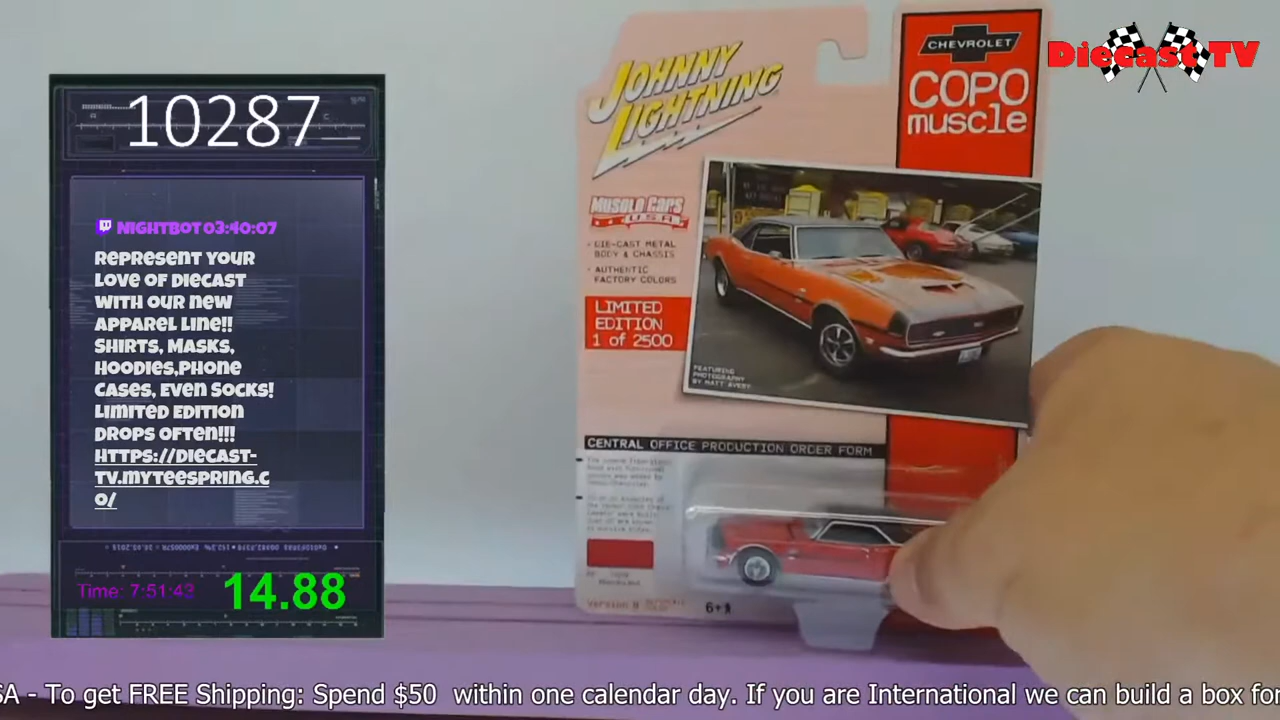 10287
NIGHTBOT 03:40:07
Represent your
love of diecast
with our new
apparel line!!
Shirts, Masks,
Hoodies,Phone
Cases, Even Socks!
Limited Edition
Drops Often!!!
https://diecast-
tv.myteespring.c
o/
Time: 7:51:43
14.88
JOHNNY
LIGHTNING
CHEVROLET
COPO
muscle
Diecast TV
Muscle Cars
USA
• DIE-CAST METAL
BODY & CHASSIS
• AUTHENTIC
FACTORY COLORS
LIMITED
EDITION
1 of 2500
FEATURING
PHOTOGRAPHY
BY MATT AVERY
CENTRAL OFFICE PRODUCTION ORDER FORM
Version B
6+
SA - To get FREE Shipping: Spend $50 within one calendar day. If you are International we can build a box for